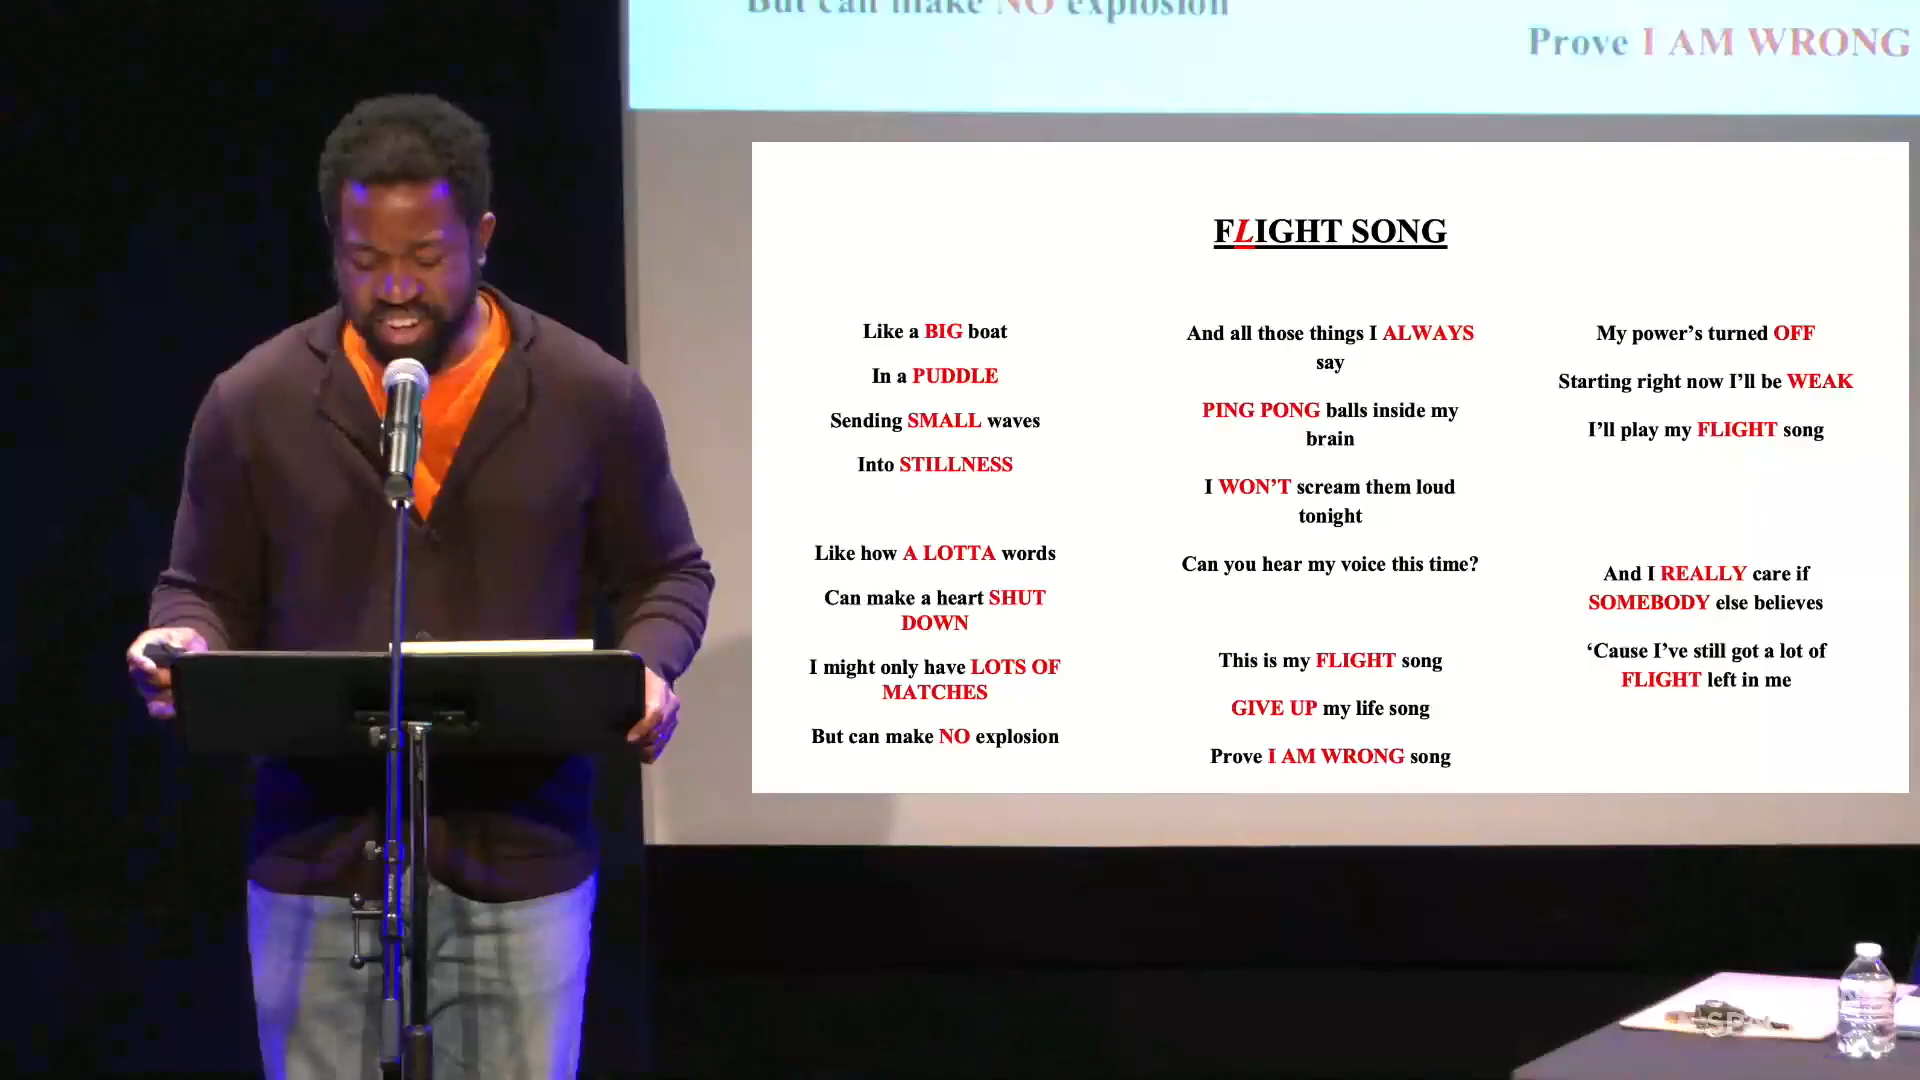 But can make NO explosion
Prove I AM WRONG
FLIGHT SONG
Like a BIG boat
In a PUDDLE
Sending SMALL waves
Into STILLNESS
Like how A LOTTA words
Can make a heart SHUT
DOWN
I might only have LOTS OF
MATCHES
But can make NO explosion
And all those things I ALWAYS
say
PING PONG balls inside my
brain
I WON’T scream them loud
tonight
Can you hear my voice this time?
This is my FLIGHT song
GIVE UP my life song
Prove I AM WRONG song
My power’s turned OFF
Starting right now I’ll be WEAK
I’ll play my FLIGHT song
And I REALLY care if
SOMEBODY else believes
‘Cause I’ve still got a lot of
FLIGHT left in me